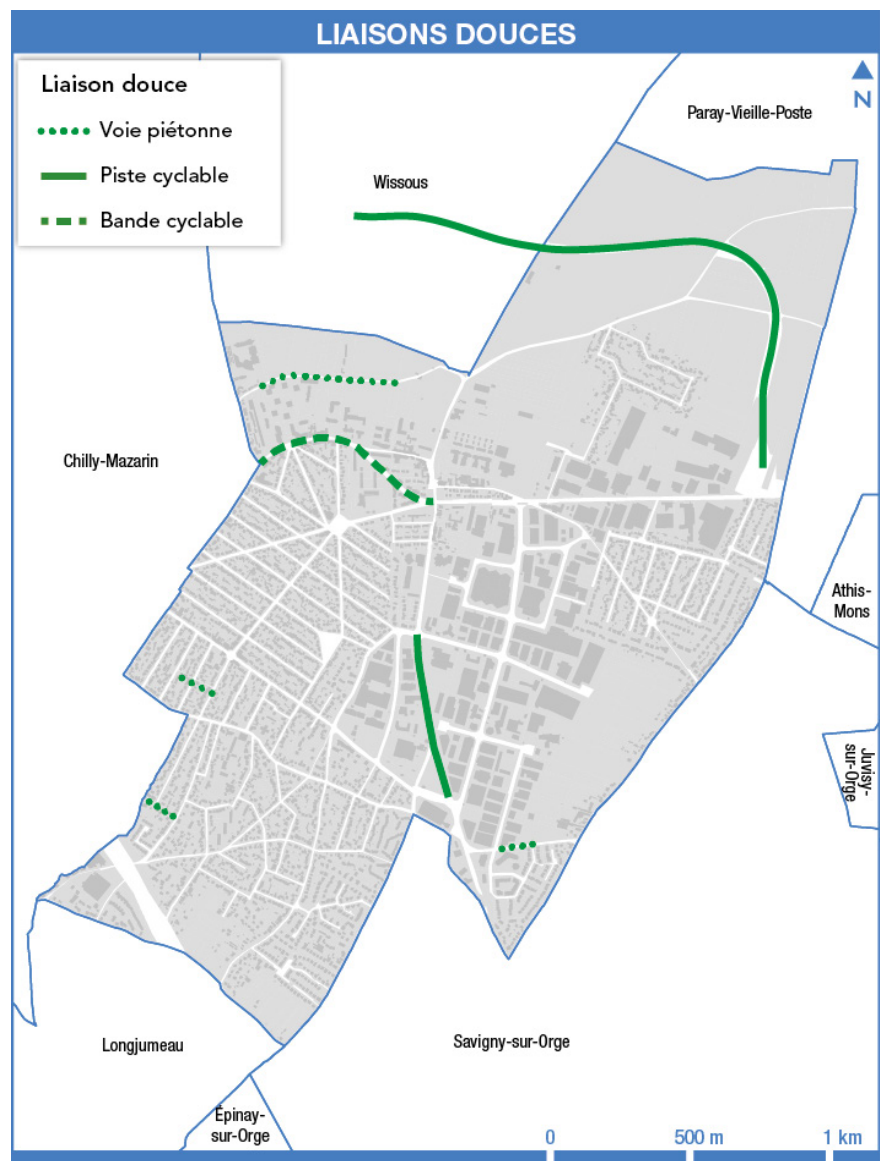 LIAISONS DOUCES
Liaison douce
Voie piétonne
Piste cyclable
Bande cyclable
N
Paray-Vieille-Poste
Wissous
Chilly-Mazarin
Athis-
Mons
Juvisy-
sur-Orge
Savigny-sur-Orge
Longjumeau
Épinay-
sur-Orge
0 500 m 1 km